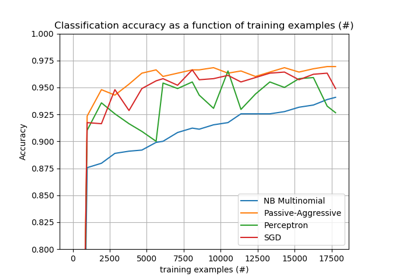 Classification accuracy as a function of training examples (#)
1.000
0.975
0.950
0.925
0.900
0.875
0.850
0.825
0.800
Accuracy
NB Multinomial
Passive-Aggressive
Perceptron
SGD
0 2500 5000 7500 10000 12500 15000 17500
training examples (#)